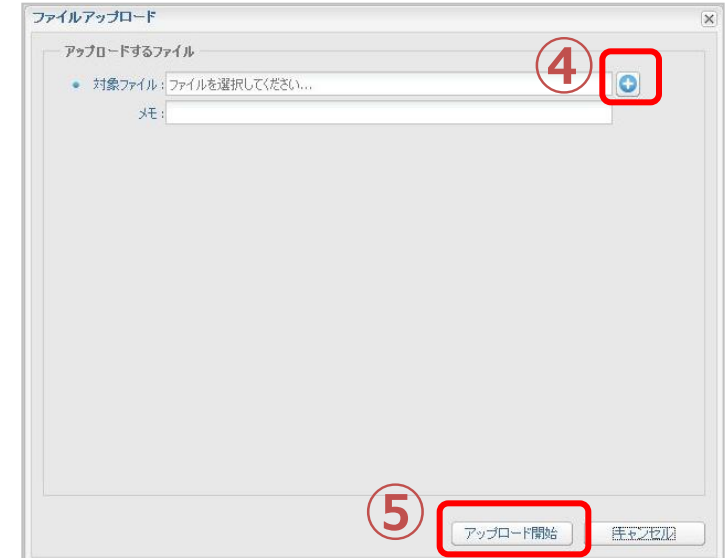 ファイルアップロード
アップロードするファイル
④
対象ファイル : ファイルを選択してください...
メモ :
⑤
アップロード開始 キャンセル